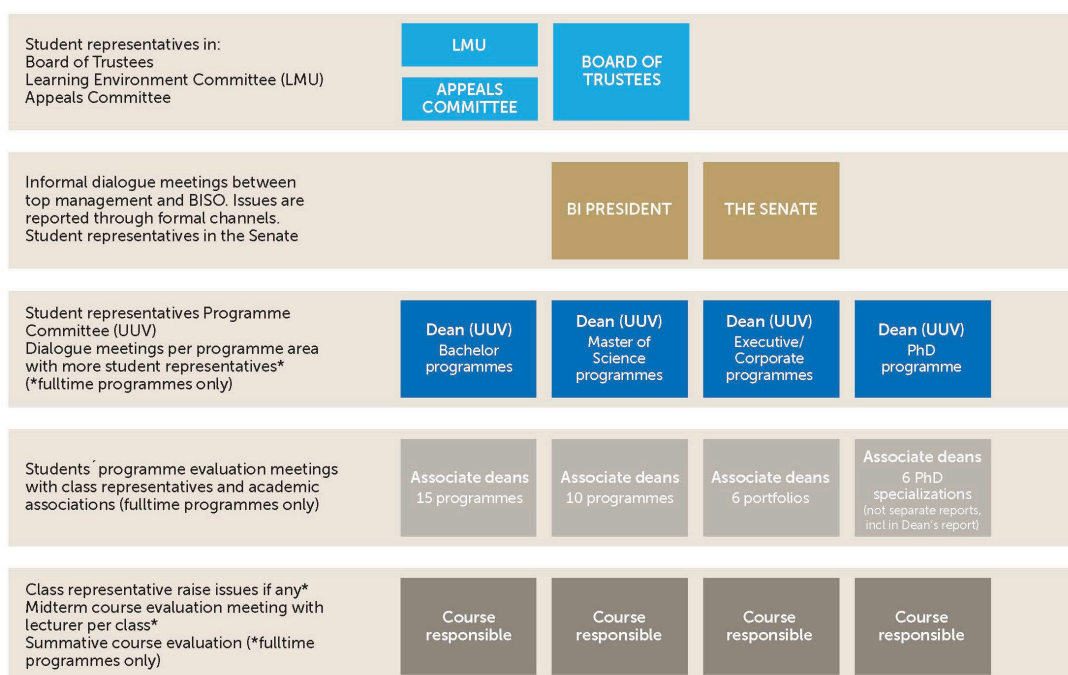 Student representatives in:
Board of Trustees
Learning Environment Committee (LMU)
Appeals Committee
LMU
APPEALS
COMMITTEE
BOARD OF
TRUSTEES
Informal dialogue meetings between
top management and BISO. Issues are
reported through formal channels.
Student representatives in the Senate
BI PRESIDENT
THE SENATE
Student representatives Programme
Committee (UUV)
Dialogue meetings per programme area
with more student representatives*
(*fulltime programmes only)
Dean (UUV)
Bachelor
programmes
Dean (UUV)
Master of
Science
programmes
Dean (UUV)
Executive/
Corporate
programmes
Dean (UUV)
PhD
programme
Students´programme evaluation meetings
with class representatives and academic
associations (fulltime programmes only)
Associate deans
15 programmes
Associate deans
10 programmes
Associate deans
6 portfolios
Associate deans
6 PhD
specializations
(not separate reports,
incl in Dean's report)
Class representative raise issues if any*
Midterm course evaluation meeting with
lecturer per class*
Summative course evaluation (*fulltime
programmes only)
Course
responsible
Course
responsible
Course
responsible
Course
responsible